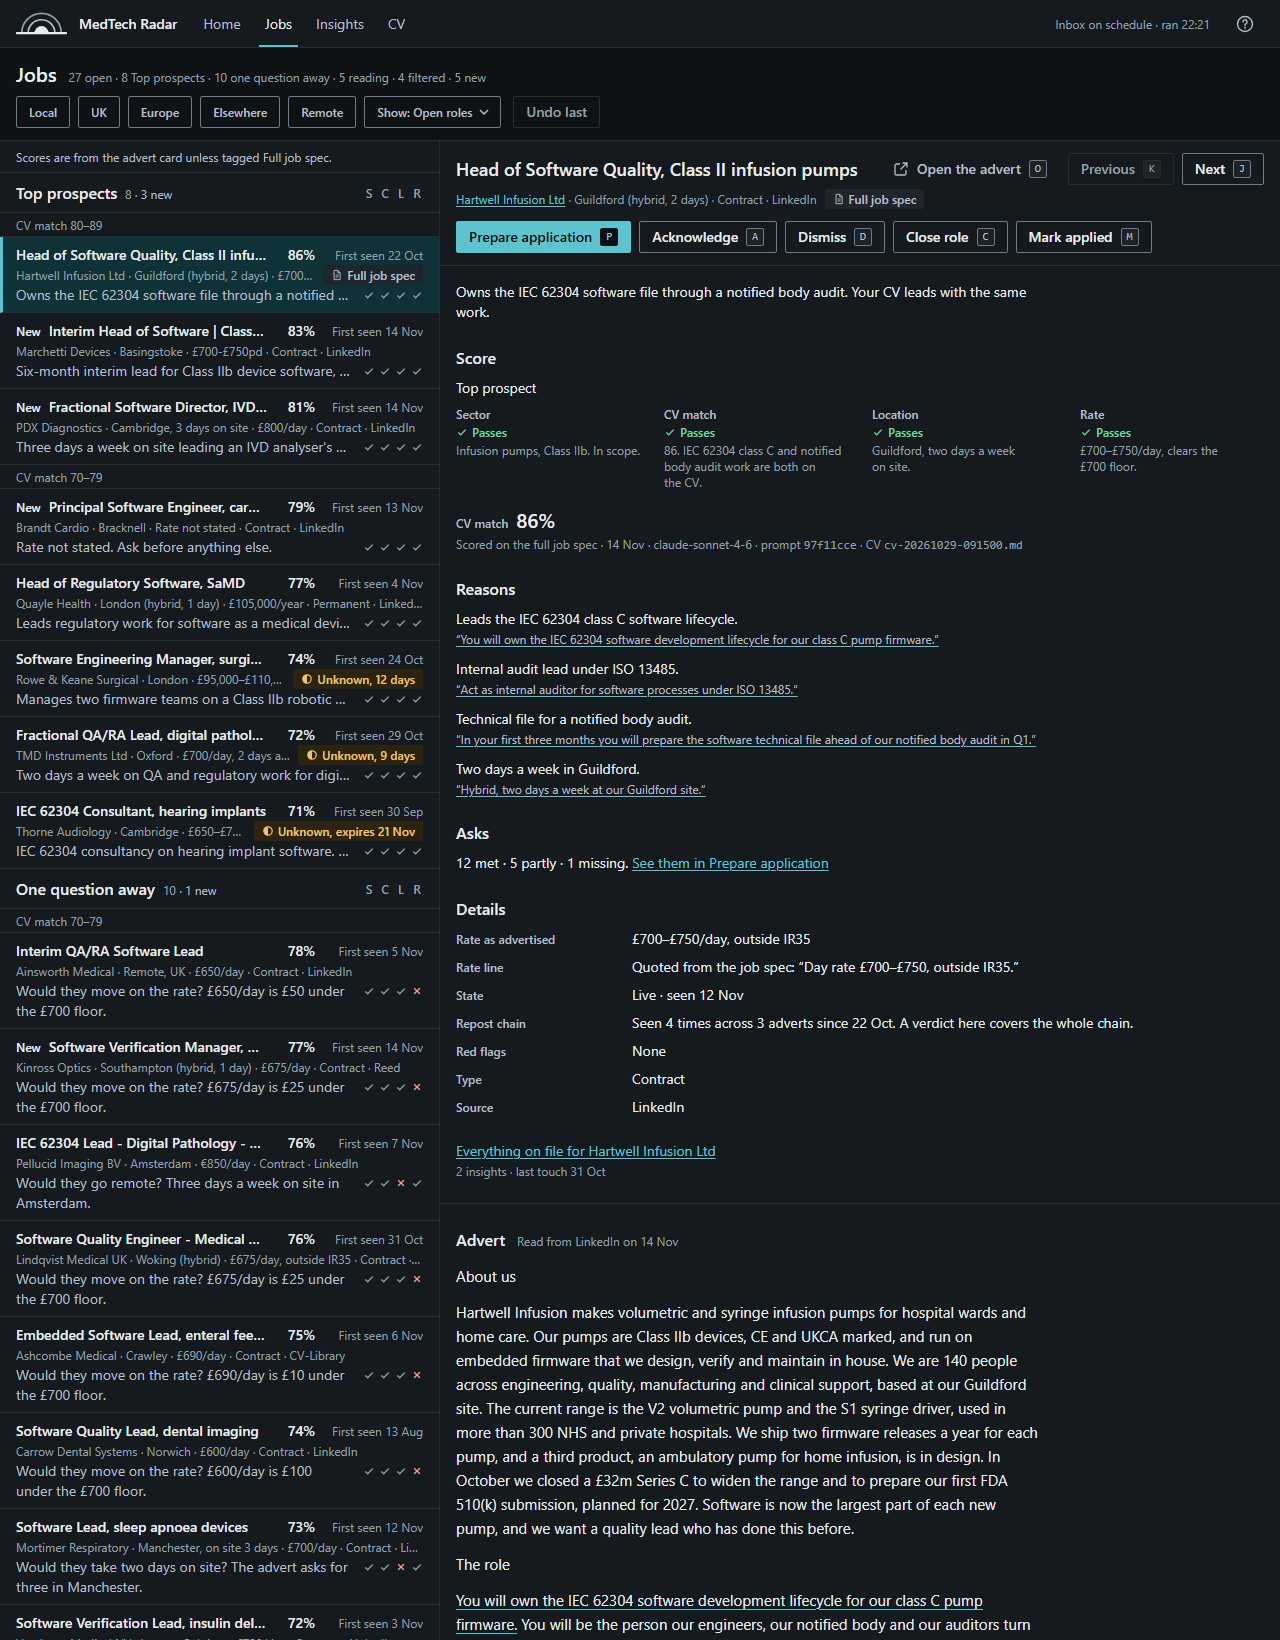 MedTech Radar Home Jobs Insights CV Inbox on schedule · ran 22:21
Jobs 27 open · 8 Top prospects · 10 one question away · 5 reading · 4 filtered · 5 new
Local UK Europe Elsewhere Remote Show: Open roles Undo last
Scores are from the advert card unless tagged Full job spec.
Top prospects 8 · 3 new S C L R
CV match 80–89
Head of Software Quality, Class II infu... 86% First seen 22 Oct
Hartwell Infusion Ltd · Guildford (hybrid, 2 days) · £700... Full job spec
Owns the IEC 62304 software file through a notified ...
New Interim Head of Software | Class... 83% First seen 14 Nov
Marchetti Devices · Basingstoke · £700-£750pd · Contract · LinkedIn
Six-month interim lead for Class IIb device software, ...
New Fractional Software Director, IVD... 81% First seen 14 Nov
PDX Diagnostics · Cambridge, 3 days on site · £800/day · Contract · LinkedIn
Three days a week on site leading an IVD analyser's ...
CV match 70–79
New Principal Software Engineer, car... 79% First seen 13 Nov
Brandt Cardio · Bracknell · Rate not stated · Contract · LinkedIn
Rate not stated. Ask before anything else.
Head of Regulatory Software, SaMD 77% First seen 4 Nov
Quayle Health · London (hybrid, 1 day) · £105,000/year · Permanent · Linked...
Leads regulatory work for software as a medical devi...
Software Engineering Manager, surgi... 74% First seen 24 Oct
Rowe & Keane Surgical · London · £95,000–£110,... Unknown, 12 days
Manages two firmware teams on a Class IIb robotic ...
Fractional QA/RA Lead, digital pathol... 72% First seen 29 Oct
TMD Instruments Ltd · Oxford · £700/day, 2 days a... Unknown, 9 days
Two days a week on QA and regulatory work for digi...
IEC 62304 Consultant, hearing implants 71% First seen 30 Sep
Thorne Audiology · Cambridge · £650–£7... Unknown, expires 21 Nov
IEC 62304 consultancy on hearing implant software. ...
One question away 10 · 1 new S C L R
CV match 70–79
Interim QA/RA Software Lead 78% First seen 5 Nov
Ainsworth Medical · Remote, UK · £650/day · Contract · LinkedIn
Would they move on the rate? £650/day is £50 under
the £700 floor.
New Software Verification Manager, ... 77% First seen 14 Nov
Kinross Optics · Southampton (hybrid, 1 day) · £675/day · Contract · Reed
Would they move on the rate? £675/day is £25 under
the £700 floor.
IEC 62304 Lead - Digital Pathology - ... 76% First seen 7 Nov
Pellucid Imaging BV · Amsterdam · €850/day · Contract · LinkedIn
Would they go remote? Three days a week on site in
Amsterdam.
Software Quality Engineer - Medical ... 76% First seen 31 Oct
Lindqvist Medical UK · Woking (hybrid) · £675/day, outside IR35 · Contract ·...
Would they move on the rate? £675/day is £25 under
the £700 floor.
Embedded Software Lead, enteral fee... 75% First seen 6 Nov
Ashcombe Medical · Crawley · £690/day · Contract · CV-Library
Would they move on the rate? £690/day is £10 under
the £700 floor.
Software Quality Lead, dental imaging 74% First seen 13 Aug
Carrow Dental Systems · Norwich · £600/day · Contract · LinkedIn
Would they move on the rate? £600/day is £100
under the £700 floor.
Software Lead, sleep apnoea devices 73% First seen 12 Nov
Mortimer Respiratory · Manchester, on site 3 days · £700/day · Contract · Li...
Would they take two days on site? The advert asks for
three in Manchester.
Software Verification Lead, insulin del... 72% First seen 3 Nov
Head of Software Quality, Class II infusion pumps Open the advert O Previous K Next J
Hartwell Infusion Ltd · Guildford (hybrid, 2 days) · Contract · LinkedIn Full job spec
Prepare application P Acknowledge A Dismiss D Close role C Mark applied M
Owns the IEC 62304 software file through a notified body audit. Your CV leads with the same
work.
Score
Top prospect
Sector CV match Location Rate
Passes Passes Passes Passes
Infusion pumps, Class IIb. In scope. 86. IEC 62304 class C and notified Guildford, two days a week £700–£750/day, clears the
body audit work are both on on site. £700 floor.
the CV.
CV match 86%
Scored on the full job spec · 14 Nov · claude-sonnet-4-6 · prompt 97f11cce · CV cv-20261029-091500.md
Reasons
Leads the IEC 62304 class C software lifecycle.
“You will own the IEC 62304 software development lifecycle for our class C pump firmware.”
Internal audit lead under ISO 13485.
“Act as internal auditor for software processes under ISO 13485.”
Technical file for a notified body audit.
“In your first three months you will prepare the software technical file ahead of our notified body audit in Q1.”
Two days a week in Guildford.
“Hybrid, two days a week at our Guildford site.”
Asks
12 met · 5 partly · 1 missing. See them in Prepare application
Details
Rate as advertised £700–£750/day, outside IR35
Rate line Quoted from the job spec: “Day rate £700–£750, outside IR35.”
State Live · seen 12 Nov
Repost chain Seen 4 times across 3 adverts since 22 Oct. A verdict here covers the whole chain.
Red flags None
Type Contract
Source LinkedIn
Everything on file for Hartwell Infusion Ltd
2 insights · last touch 31 Oct
Advert Read from LinkedIn on 14 Nov
About us
Hartwell Infusion makes volumetric and syringe infusion pumps for hospital wards and
home care. Our pumps are Class IIb devices, CE and UKCA marked, and run on
embedded firmware that we design, verify and maintain in house. We are 140 people
across engineering, quality, manufacturing and clinical support, based at our Guildford
site. The current range is the V2 volumetric pump and the S1 syringe driver, used in
more than 300 NHS and private hospitals. We ship two firmware releases a year for each
pump, and a third product, an ambulatory pump for home infusion, is in design. In
October we closed a £32m Series C to widen the range and to prepare our first FDA
510(k) submission, planned for 2027. Software is now the largest part of each new
pump, and we want a quality lead who has done this before.
The role
You will own the IEC 62304 software development lifecycle for our class C pump
firmware. You will be the person our engineers, our notified body and our auditors turn